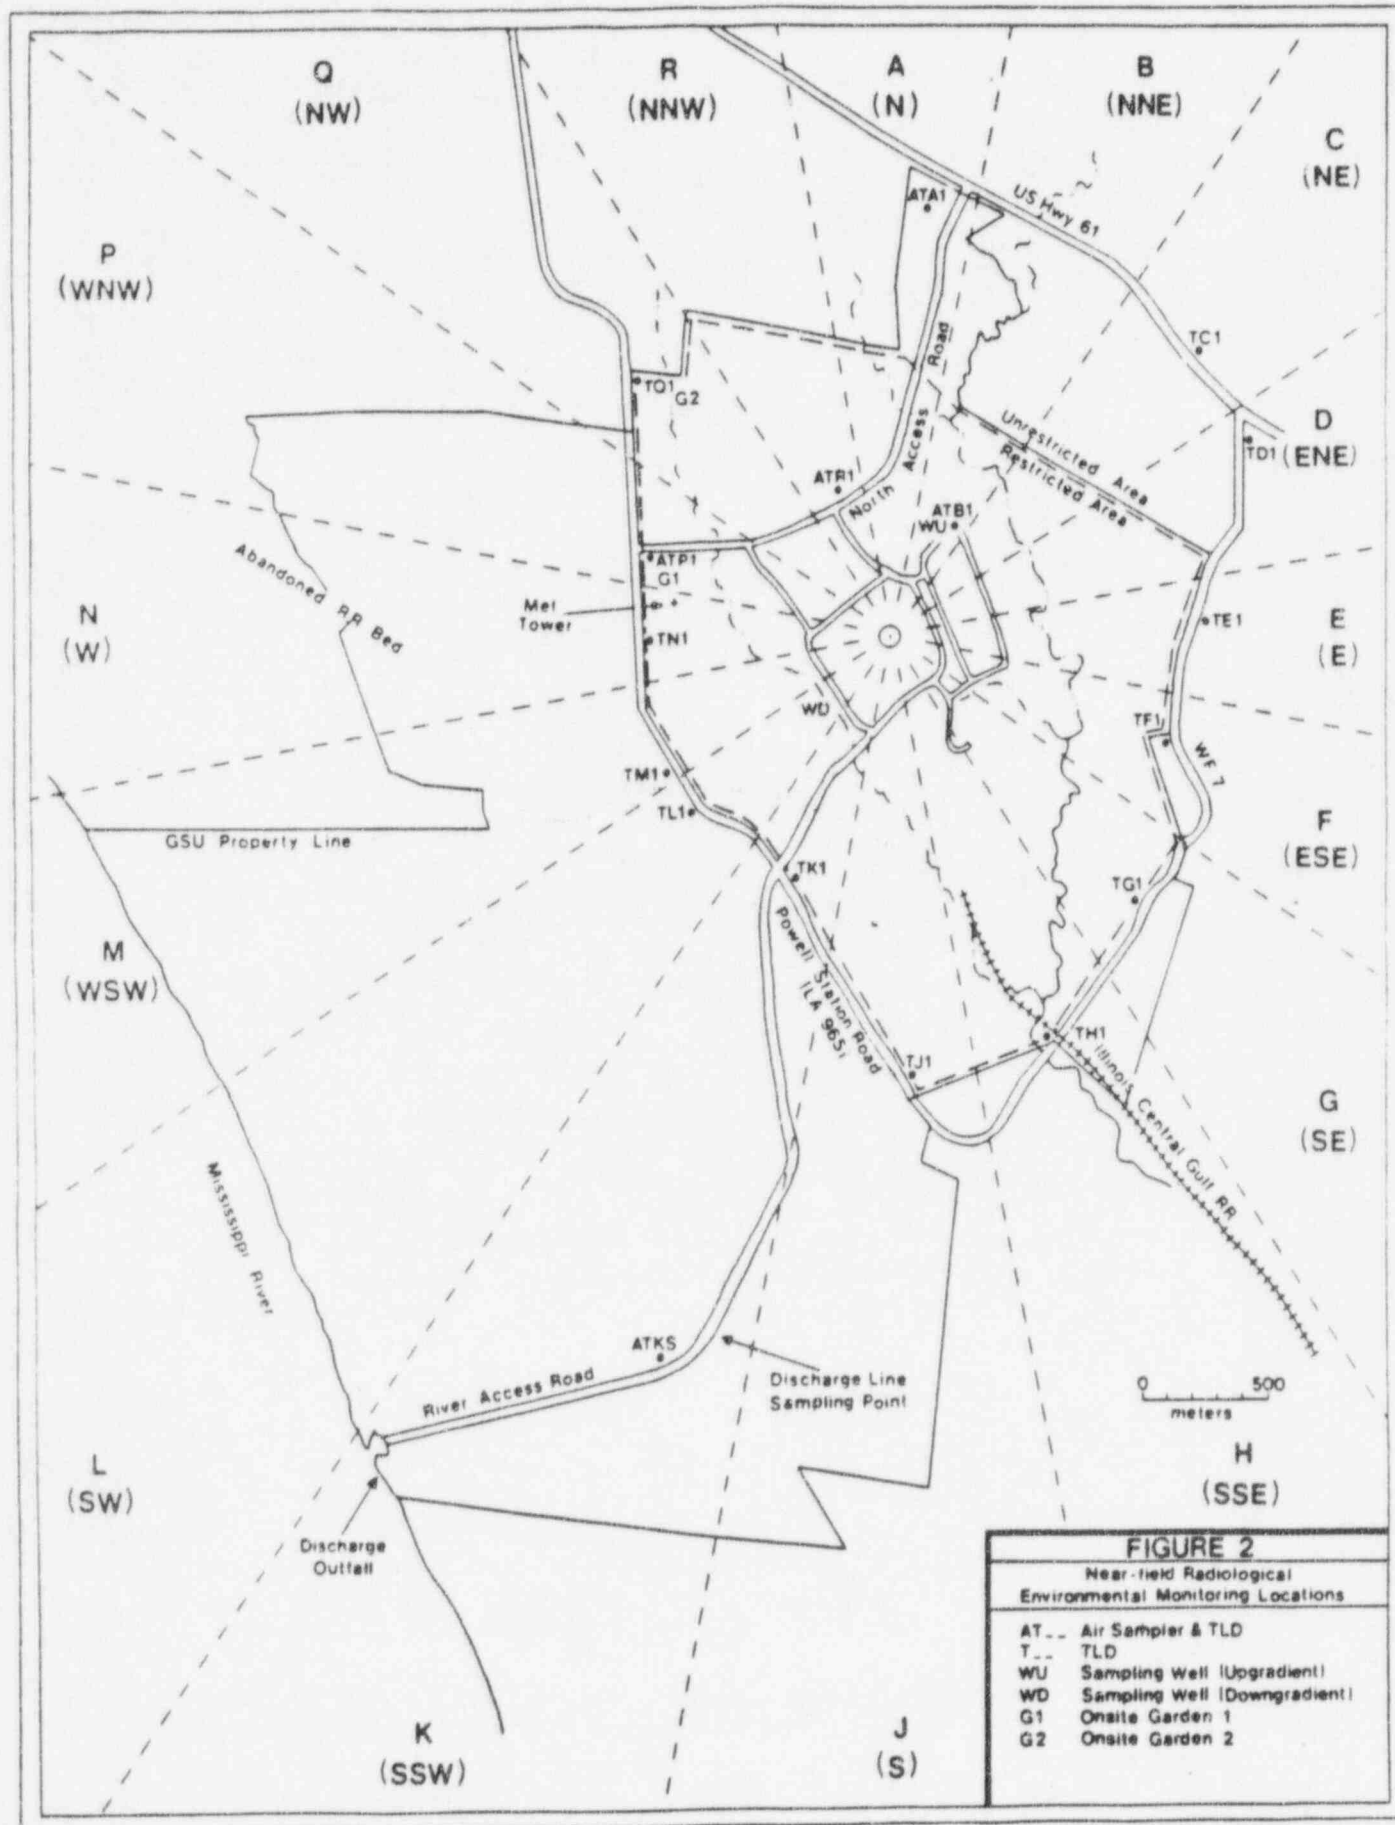 Q
(NW)
R
(NNW)
A
(N)
B
(NNE)
C
(NE)
P
(WNW)
ATA1
US Hwy 61
TC1
North Access Road
TQ1
G2
D
(ENE)
TD1
Unrestricted Area
Restricted Area
ATR1
ATB1
WU
ATP1
G1
Abandoned RR Bed
Met
Tower
TN1
N
(W)
TE1
E
(E)
WD
TF1
WF 7
TM1
TL1
GSU Property Line
F
(ESE)
TK1
TG1
M
(WSW)
Powell Station Road
(LA 965)
TH1
TJ1
Illinois Central Gulf RR
G
(SE)
Mississippi River
ATKS
River Access Road
Discharge Line
Sampling Point
0 500
meters
L
(SW)
H
(SSE)
Discharge
Outfall
K
(SSW)
J
(S)
FIGURE 2
Near-field Radiological
Environmental Monitoring Locations
AT_ _ Air Sampler & TLD
T_ _ TLD
WU Sampling Well (Upgradient)
WD Sampling Well (Downgradient)
G1 Onsite Garden 1
G2 Onsite Garden 2